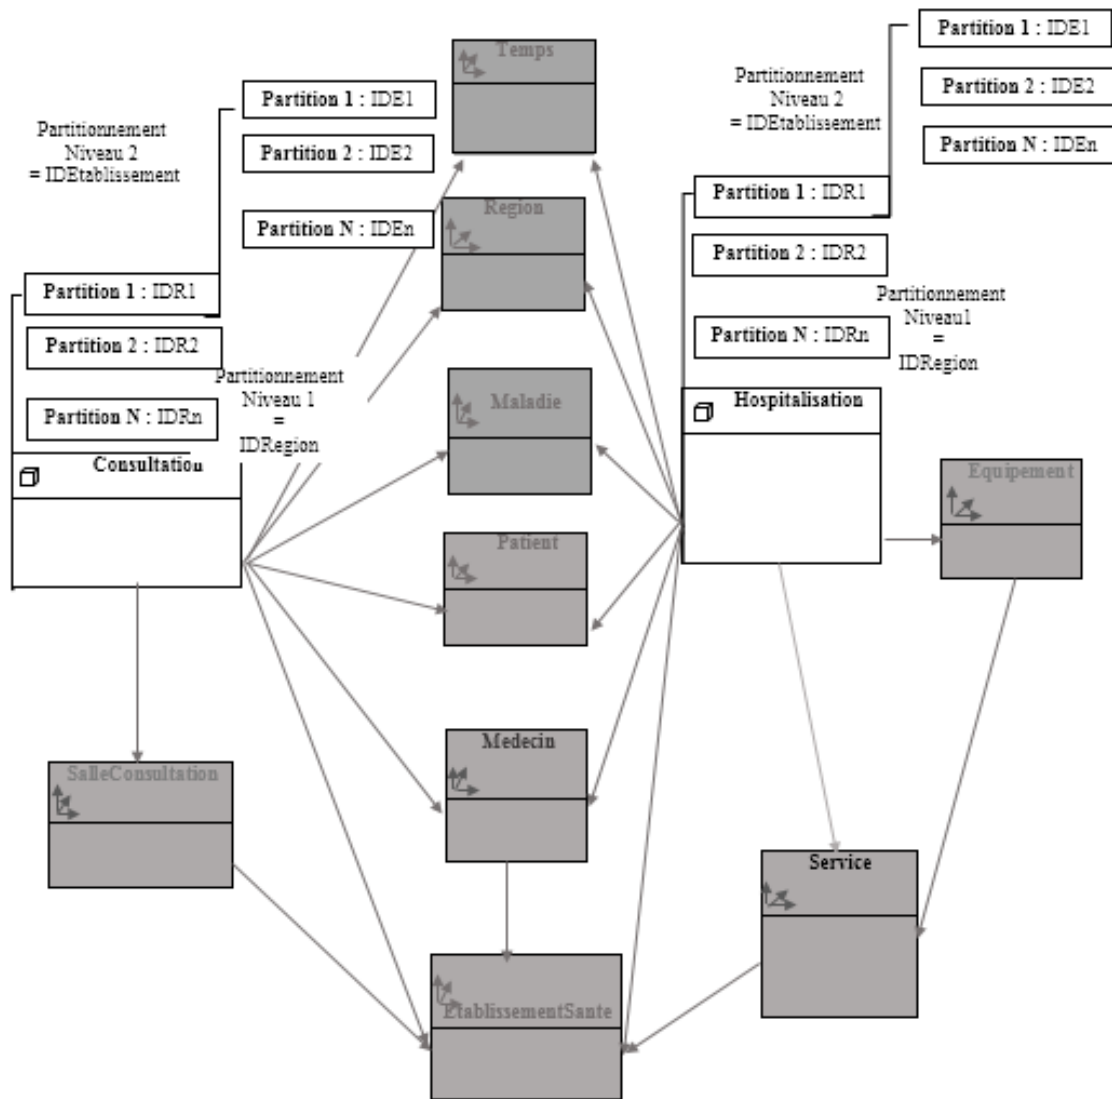 Partition 1 : IDE1
Partition 2 : IDE2
Partition N : IDEn
Partitionnement
Niveau 2
= IDEtablissement
Partition 1 : IDR1
Partition 2 : IDR2
Partition N : IDRn
Partitionnement
Niveau 1
=
IDRegion
Consultation
Temps
Region
Maladie
Patient
Medecin
EtablissementSante
SalleConsultation
Partition 1 : IDE1
Partition 2 : IDE2
Partition N : IDEn
Partitionnement
Niveau 2
= IDEtablissement
Partition 1 : IDR1
Partition 2 : IDR2
Partition N : IDRn
Partitionnement
Niveau1
=
IDRegion
Hospitalisation
Equipement
Service